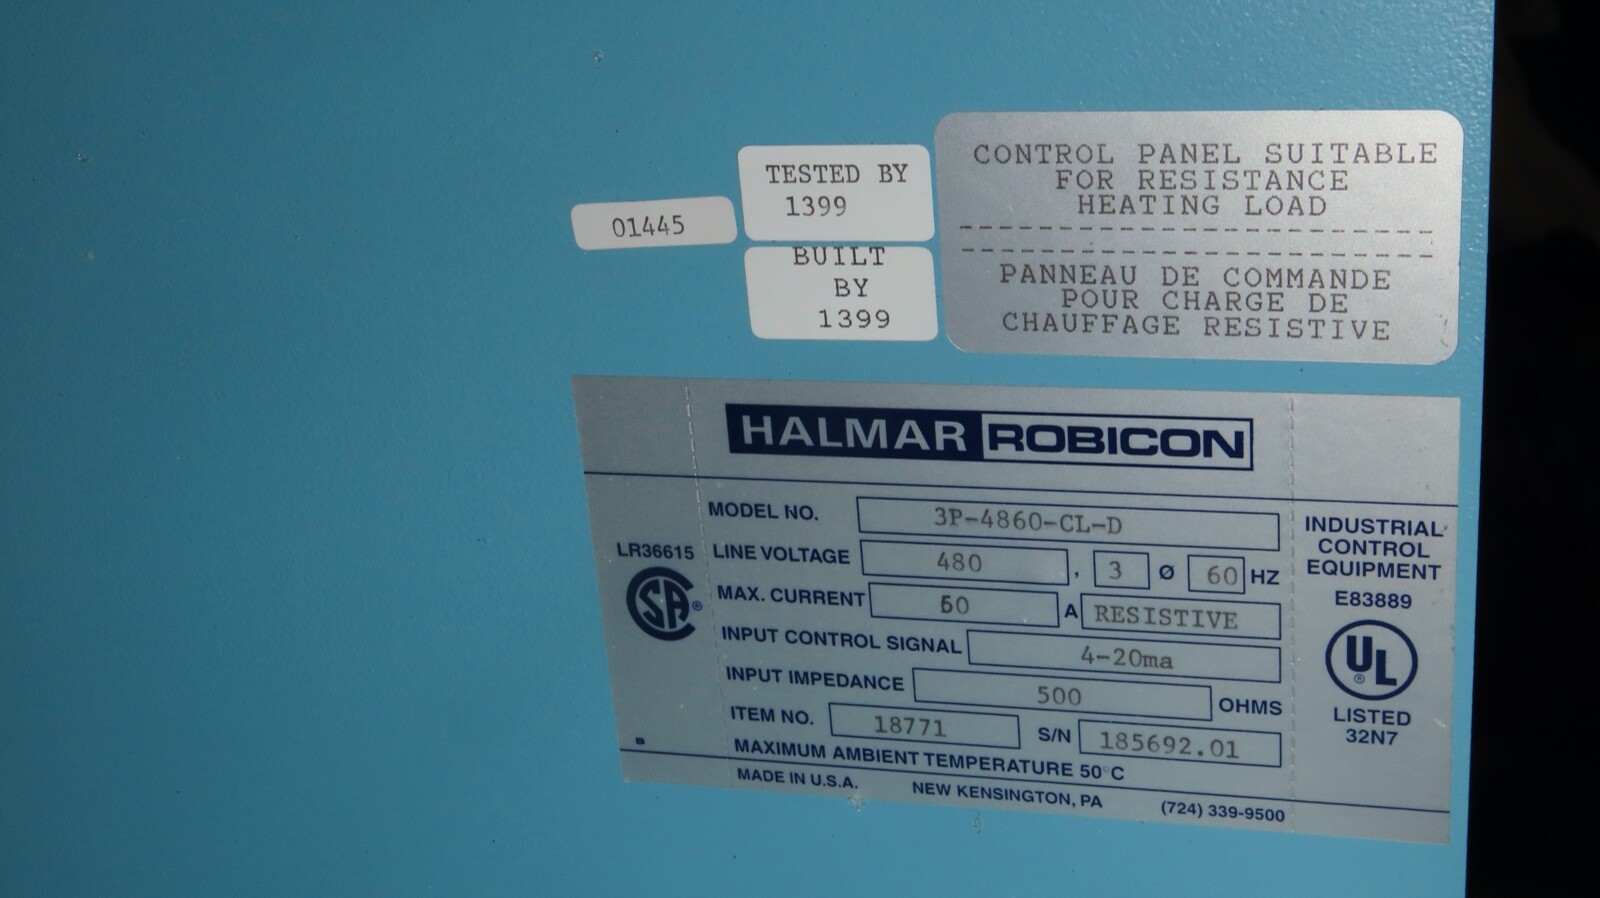 01445
TESTED BY
1399
BUILT
BY
1399
CONTROL PANEL SUITABLE
FOR RESISTANCE
HEATING LOAD
PANNEAU DE COMMANDE
POUR CHARGE DE
CHAUFFAGE RESISTIVE
HALMAR ROBICON
MODEL NO. 3P-4860-CL-D
LINE VOLTAGE 480 , 3 Ø 60 HZ
MAX. CURRENT A RESISTIVE
INPUT CONTROL SIGNAL 4-20ma
INPUT IMPEDANCE 500 OHMS
ITEM NO. 18771 S/N 185692.01
MAXIMUM AMBIENT TEMPERATURE 50°C
MADE IN U.S.A. NEW KENSINGTON, PA (724) 339-9500
LR36615
SA ®
INDUSTRIAL
CONTROL
EQUIPMENT
E83889
UL ®
LISTED
32N7